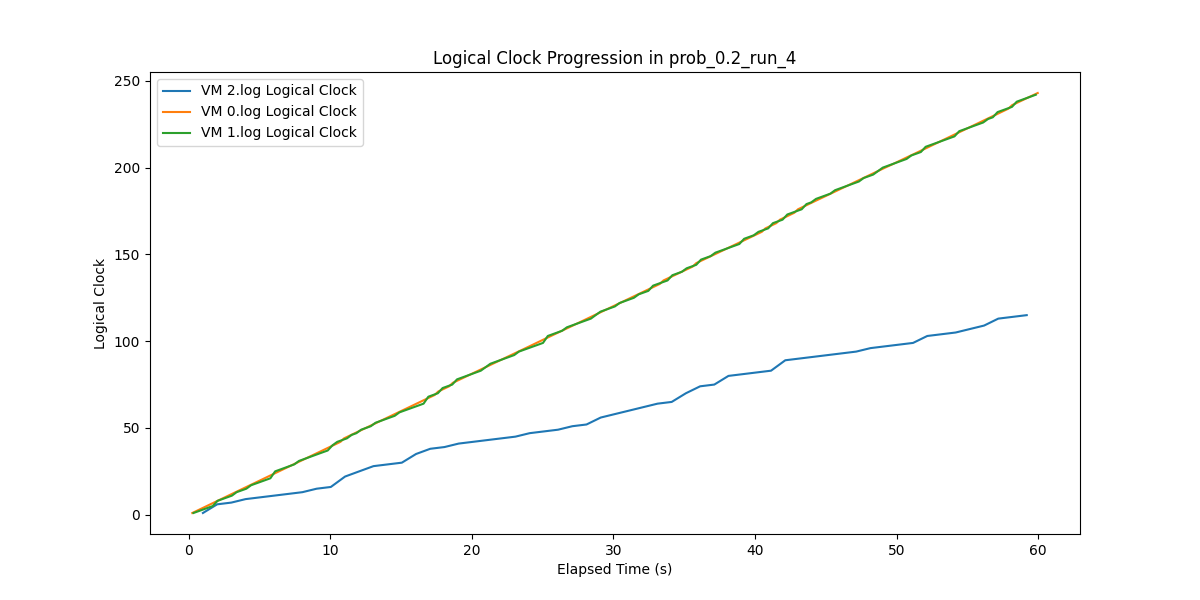 Logical Clock Progression in prob_0.2_run_4
VM 2.log Logical Clock
VM 0.log Logical Clock
VM 1.log Logical Clock
250
200
150
100
50
0
Logical Clock
0 10 20 30 40 50 60
Elapsed Time (s)